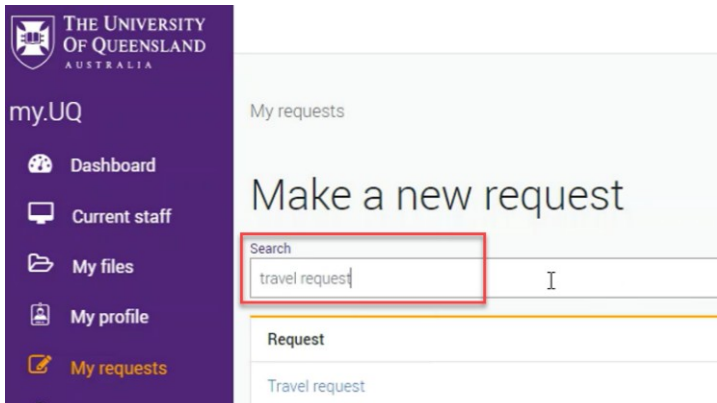 THE UNIVERSITY
OF QUEENSLAND
AUSTRALIA
my.UQ
Dashboard
Current staff
My files
My profile
My requests
My requests
Make a new request
Search
travel request
Request
Travel request